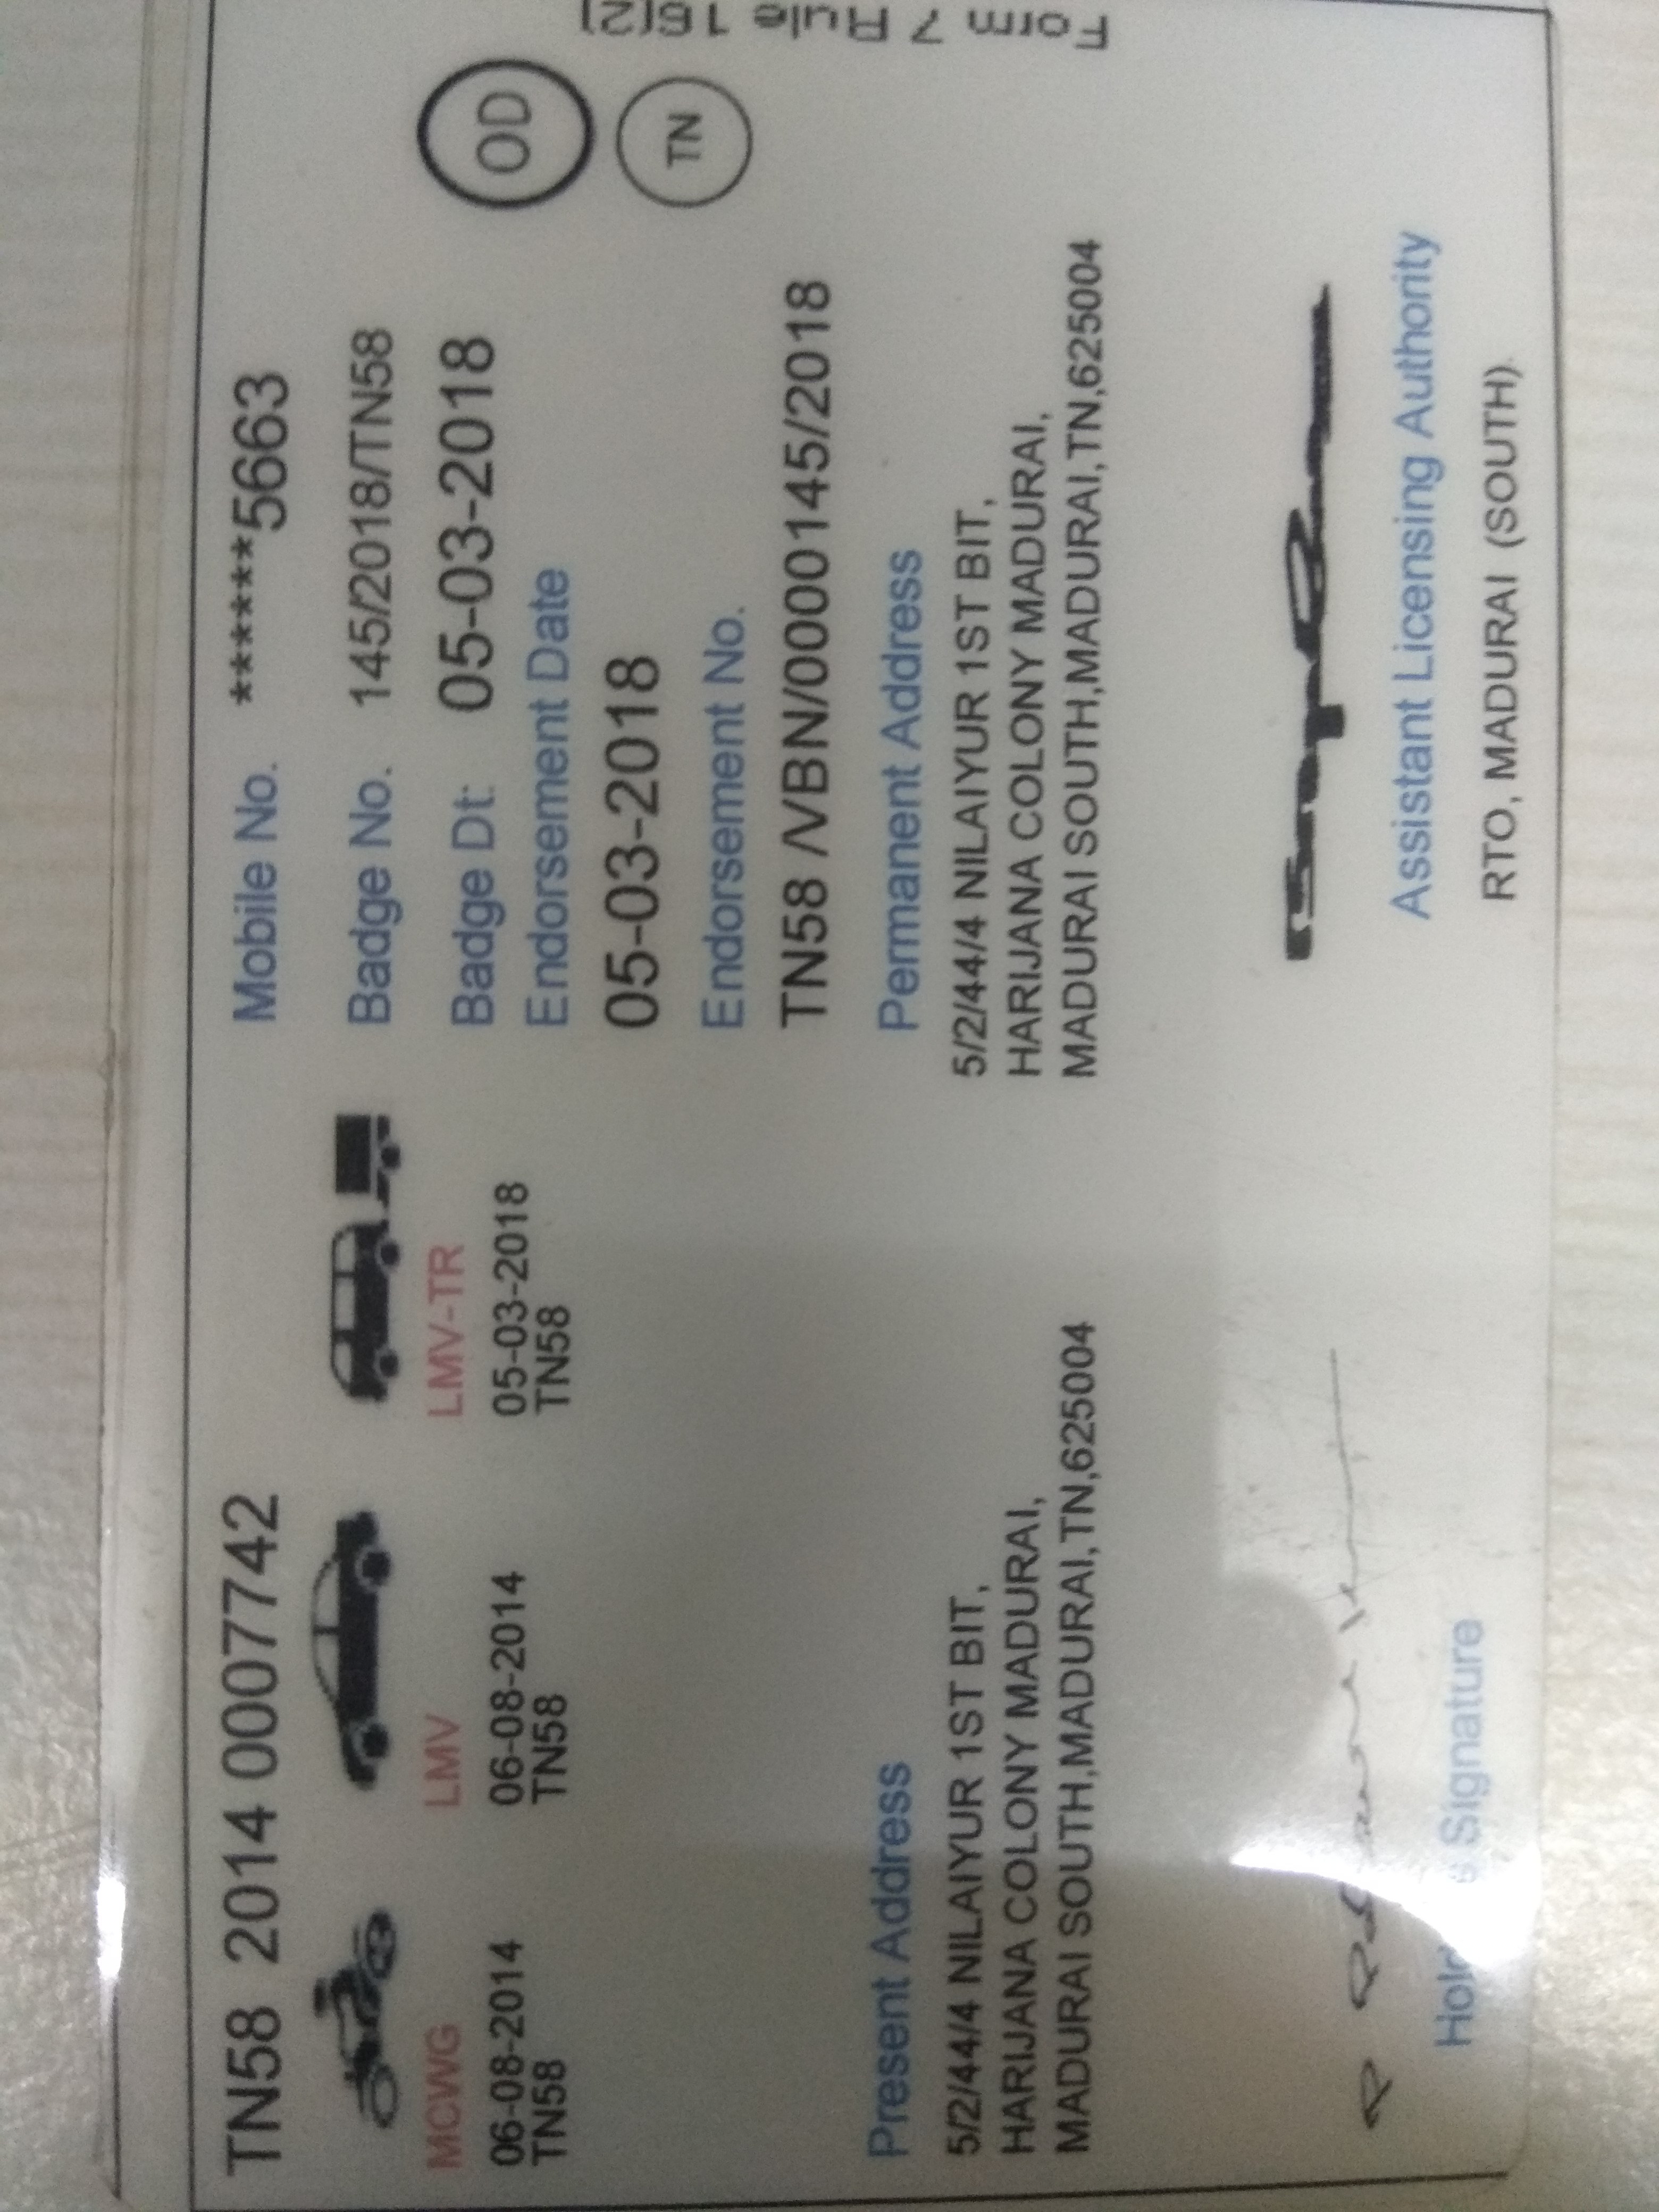 TN58 2014 0007742
MCWG
06-08-2014
TN58
LMV
06-08-2014
TN58
LMV-TR
05-03-2018
TN58
Mobile No. ******5663
Badge No. 145/2018/TN58
Badge Dt: 05-03-2018
Endorsement Date
05-03-2018
Endorsement No.
TN58 /VBN/0000145/2018
OD
TN
Form 7 Rule 16(2)
Present Address
5/2/44/4 NILAIYUR 1ST BIT,
HARIJANA COLONY MADURAI,
MADURAI SOUTH,MADURAI,TN,625004
Permanent Address
5/2/44/4 NILAIYUR 1ST BIT,
HARIJANA COLONY MADURAI,
MADURAI SOUTH,MADURAI,TN,625004
Signature
Assistant Licensing Authority
RTO, MADURAI (SOUTH)